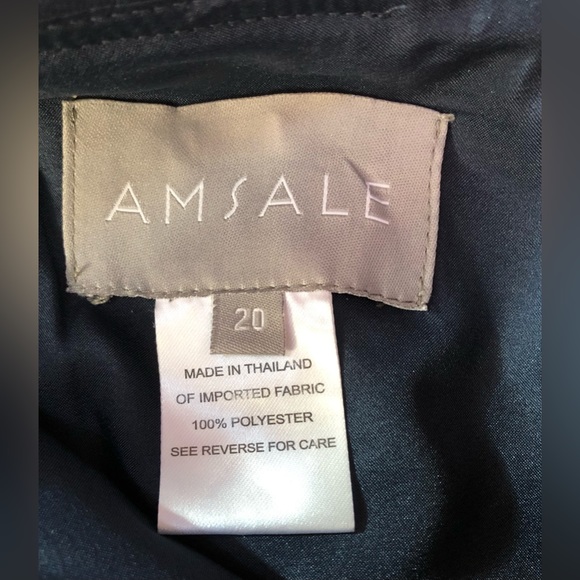 AMSALE
20
MADE IN THAILAND
OF IMPORTED FABRIC
100% POLYESTER
SEE REVERSE FOR CARE